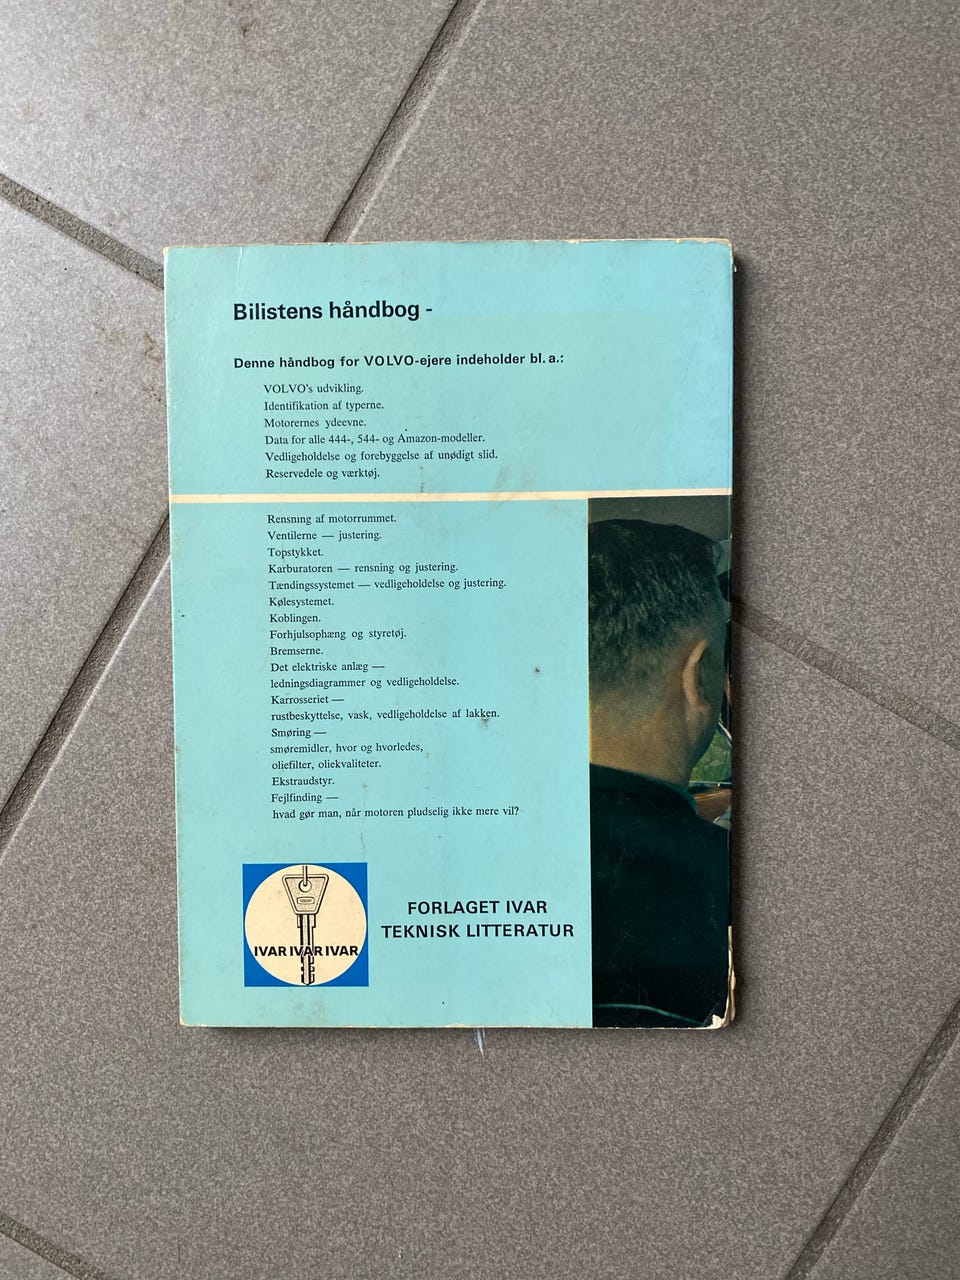 Bilistens håndbog -
Denne håndbog for VOLVO-ejere indeholder bl. a.:
VOLVO's udvikling.
Identifikation af typerne.
Motorernes ydeevne.
Data for alle 444-, 544- og Amazon-modeller.
Vedligeholdelse og forebyggelse af unødigt slid.
Reservedele og værktøj.
Rensning af motorrummet.
Ventilerne — justering.
Topstykket.
Karburatoren — rensning og justering.
Tændingssystemet — vedligeholdelse og justering.
Kølesystemet.
Koblingen.
Forhjulsophæng og styretøj.
Bremserne.
Det elektriske anlæg —
ledningsdiagrammer og vedligeholdelse.
Karrosseriet —
rustbeskyttelse, vask, vedligeholdelse af lakken.
Smøring —
smøremidler, hvor og hvorledes,
oliefilter, oliekvaliteter.
Ekstraudstyr.
Fejlfinding —
hvad gør man, når motoren pludselig ikke mere vil?
IVAR IVAR IVAR
FORLAGET IVAR
TEKNISK LITTERATUR